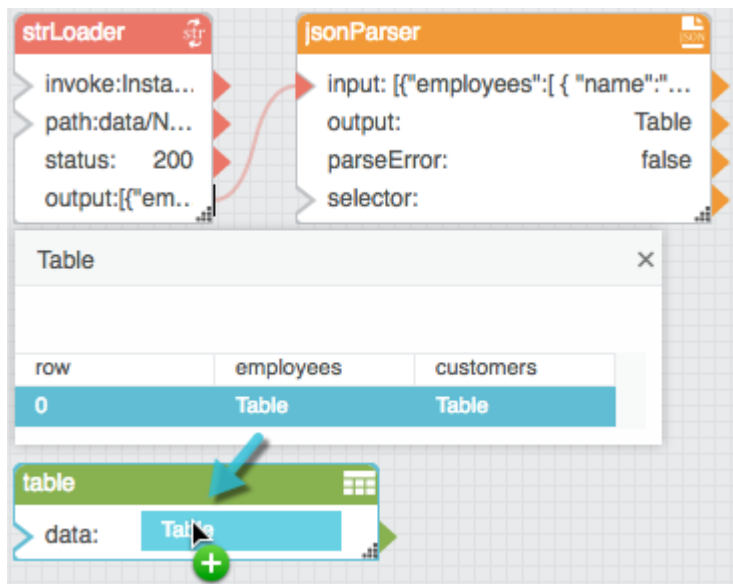 strLoader str
invoke:Insta...
path:data/N...
status: 200
output:[{"em..
jsonParser JSON
input: [{"employees":[ { "name":"...
output: Table
parseError: false
selector:
Table
row employees customers
0 Table Table
table
data: Table